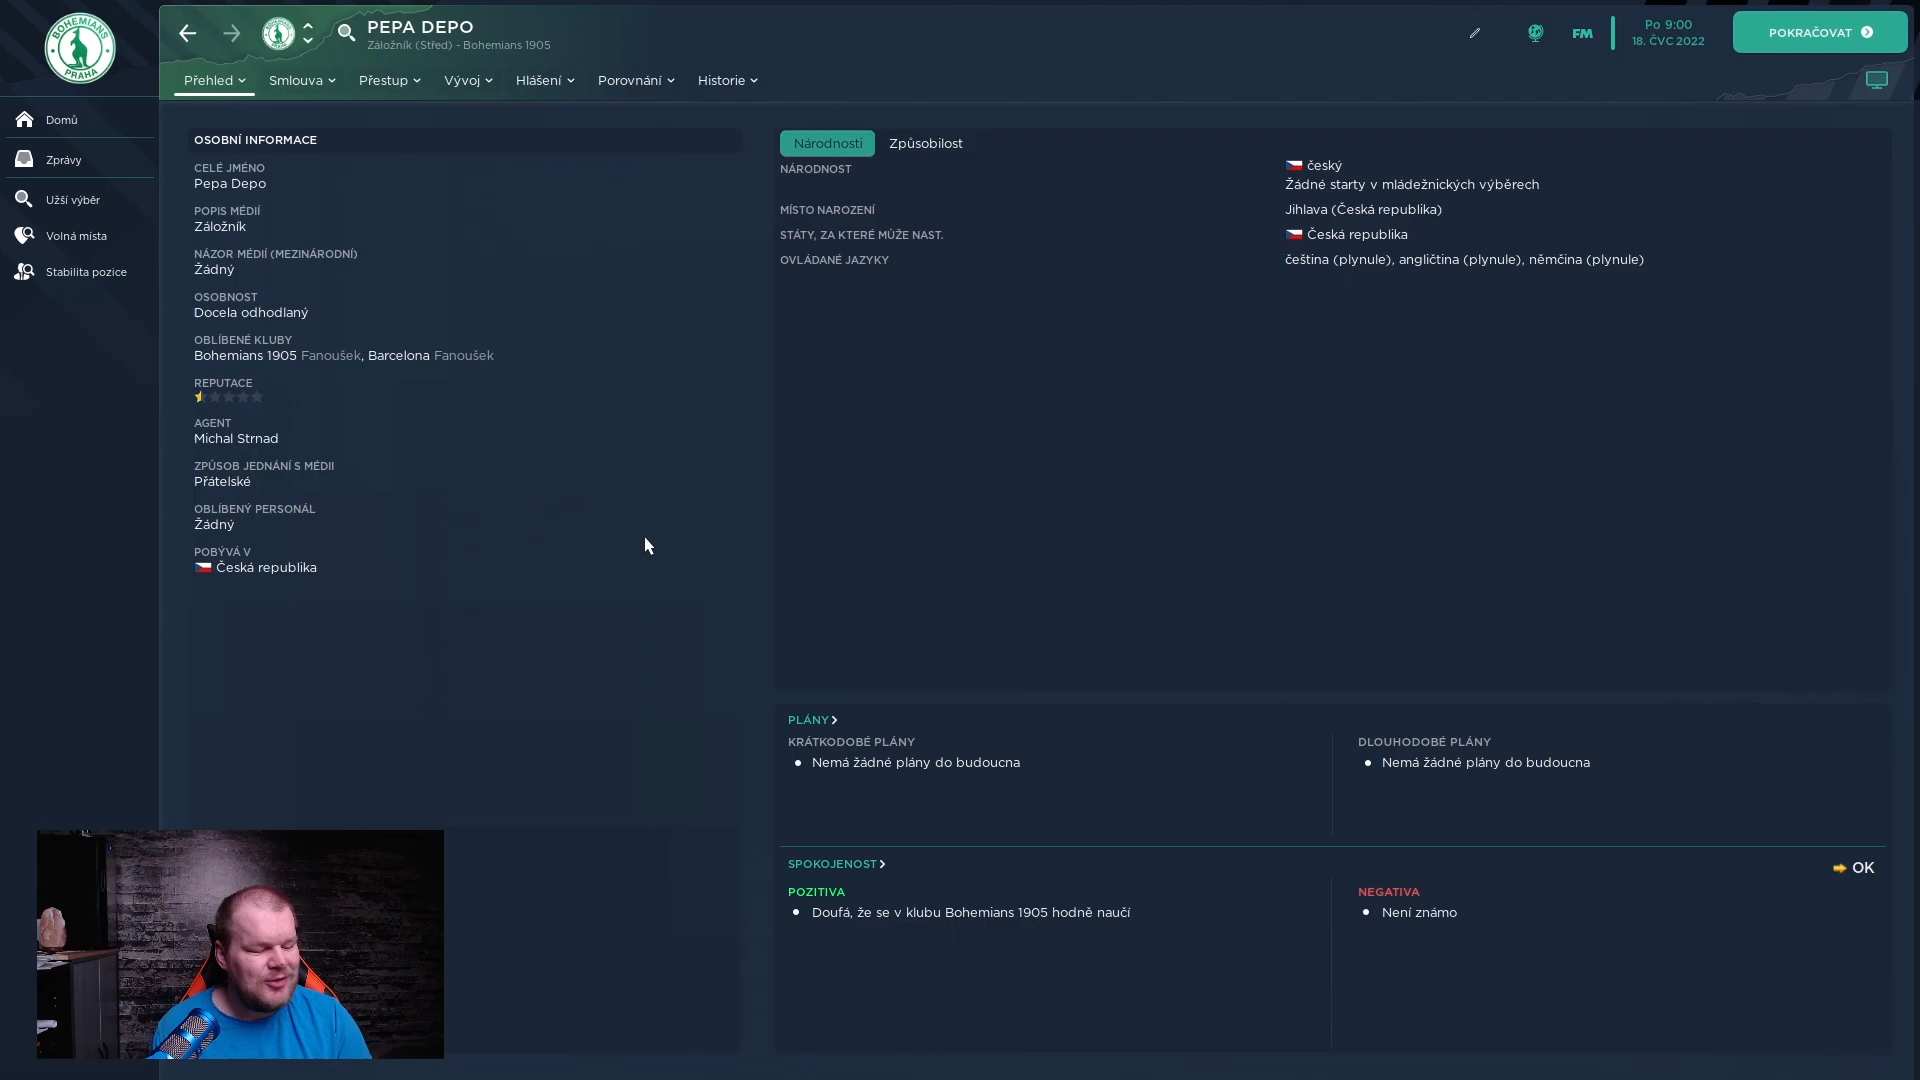 BOHEMIANS
PRAHA
PEPA DEPO
Záložník (Střed) - Bohemians 1905
FM
Po 9:00
18. ČVC 2022
POKRAČOVAT
Přehled
Smlouva
Přestup
Vývoj
Hlášení
Porovnání
Historie
Domů
Zprávy
Užší výběr
Volná místa
Stabilita pozice
OSOBNÍ INFORMACE
CELÉ JMÉNO
Pepa Depo
POPIS MÉDIÍ
Záložník
NÁZOR MÉDIÍ (MEZINÁRODNÍ)
Žádný
OSOBNOST
Docela odhodlaný
OBLÍBENÉ KLUBY
Bohemians 1905 Fanoušek, Barcelona Fanoušek
REPUTACE
AGENT
Michal Strnad
ZPŮSOB JEDNÁNÍ S MÉDII
Přátelské
OBLÍBENÝ PERSONÁL
Žádný
POBÝVÁ V
Česká republika
Národnosti
Způsobilost
NÁRODNOST
český
Žádné starty v mládežnických výběrech
MÍSTO NAROZENÍ
Jihlava (Česká republika)
STÁTY, ZA KTERÉ MŮŽE NAST.
Česká republika
OVLÁDANÉ JAZYKY
čeština (plynule), angličtina (plynule), němčina (plynule)
PLÁNY
KRÁTKODOBÉ PLÁNY
Nemá žádné plány do budoucna
DLOUHODOBÉ PLÁNY
Nemá žádné plány do budoucna
SPOKOJENOST
OK
POZITIVA
Doufá, že se v klubu Bohemians 1905 hodně naučí
NEGATIVA
Není známo